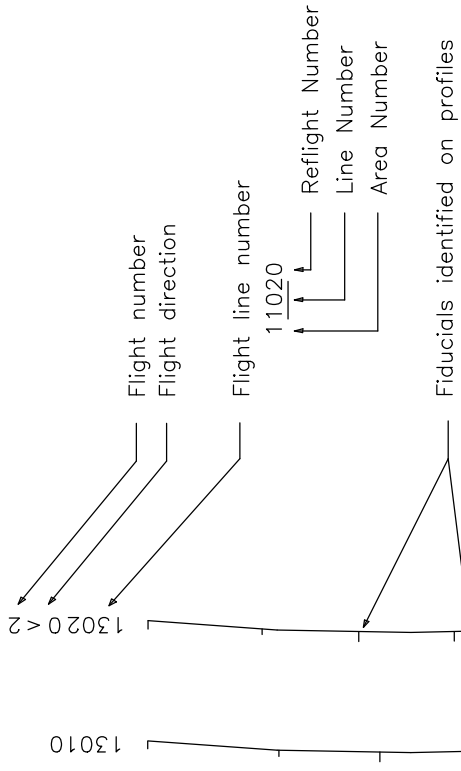 13020 < 2
13010
Flight number
Flight direction
Flight line number
11020
Reflight Number
Line Number
Area Number
Fiducials identified on profiles